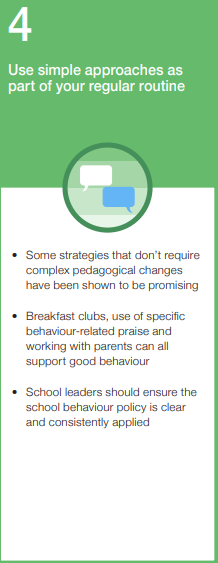 4
Use simple approaches as
part of your regular routine
• Some strategies that don't require
complex pedagogical changes
have been shown to be promising
• Breakfast clubs, use of specific
behaviour-related praise and
working with parents can all
support good behaviour
• School leaders should ensure the
school behaviour policy is clear
and consistently applied